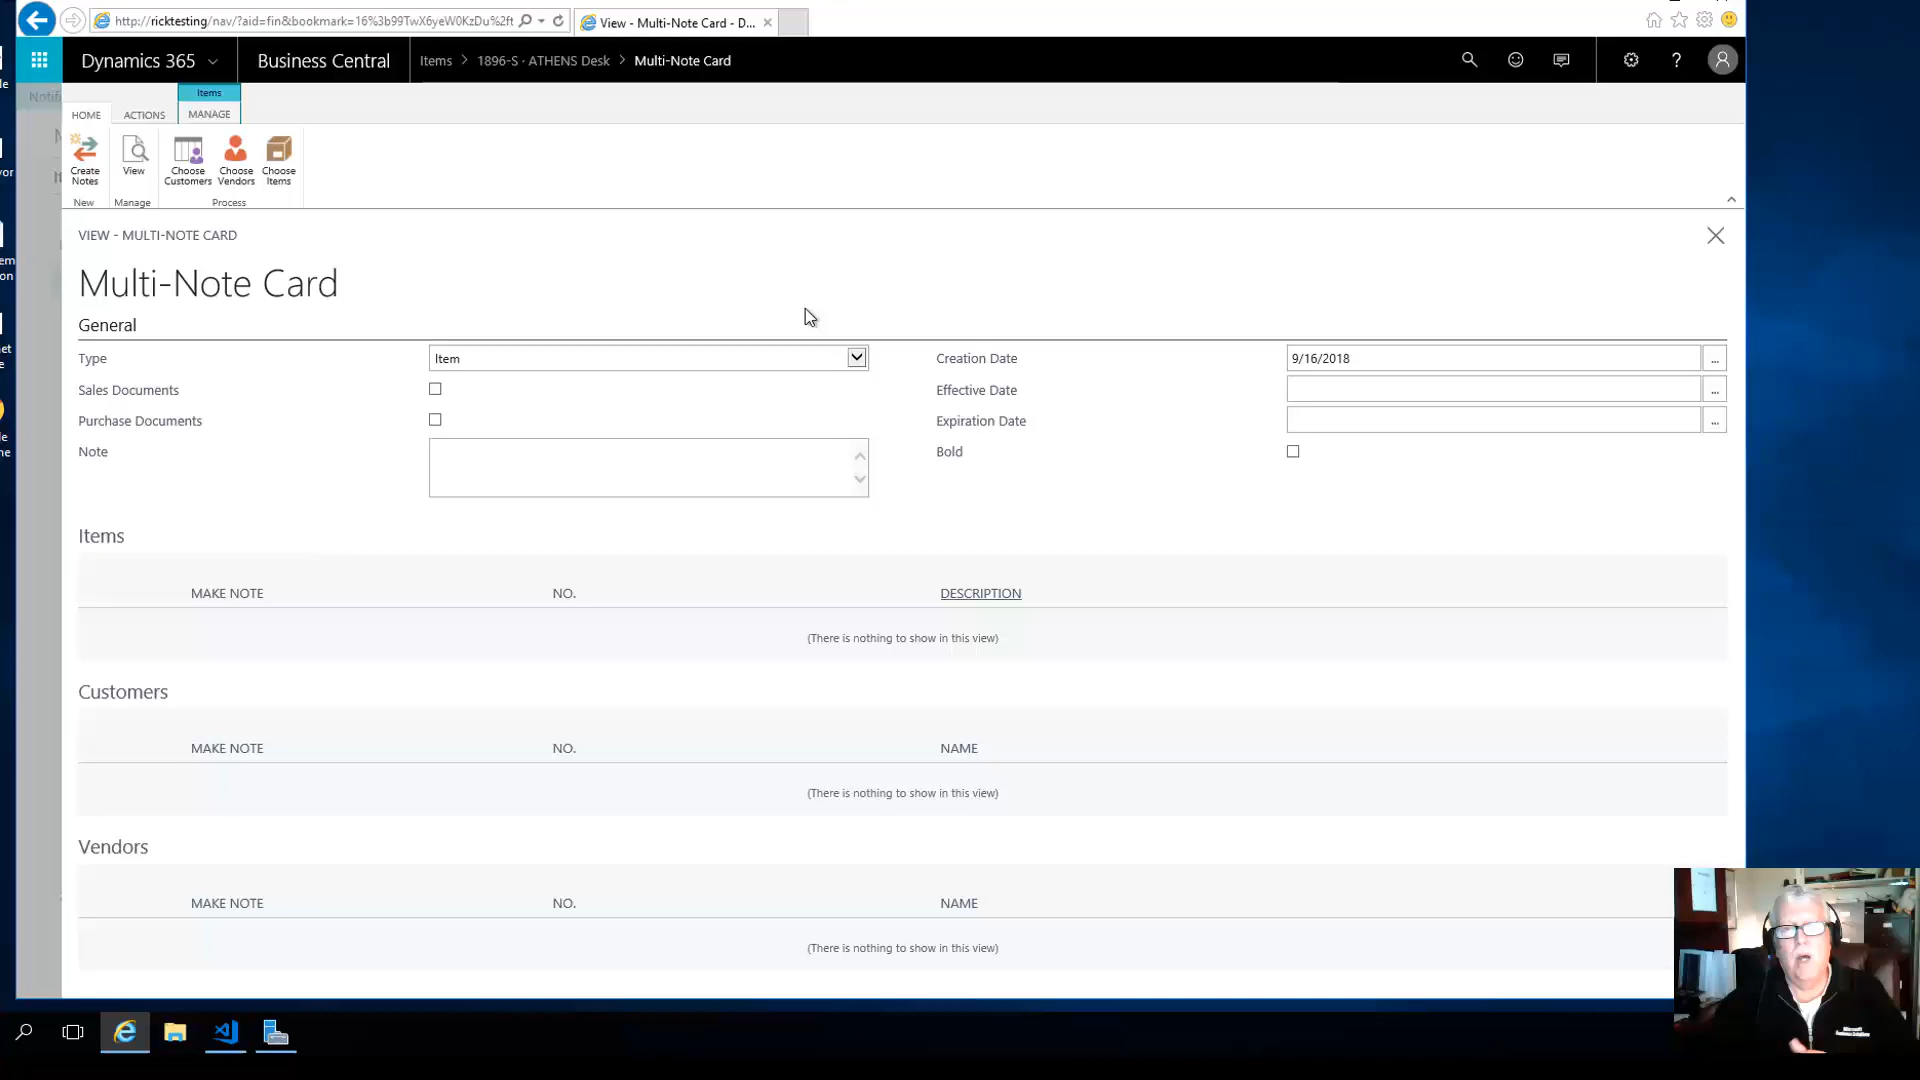 http://ricktesting/nav/?aid=fin&bookmark=16%3b99TwX6yeW0KzDu%2ft
View - Multi-Note Card - D...
Dynamics 365
Business Central
Items > 1896-S · ATHENS Desk > Multi-Note Card
Items
HOME
ACTIONS
MANAGE
Create Notes
View
Choose Customers
Choose Vendors
Choose Items
New
Manage
Process
VIEW - MULTI-NOTE CARD
Multi-Note Card
General
Type
Item
Creation Date
9/16/2018
...
Sales Documents
Effective Date
...
Purchase Documents
Expiration Date
...
Note
Bold
Items
MAKE NOTE
NO.
DESCRIPTION
(There is nothing to show in this view)
Customers
MAKE NOTE
NO.
NAME
(There is nothing to show in this view)
Vendors
MAKE NOTE
NO.
NAME
(There is nothing to show in this view)